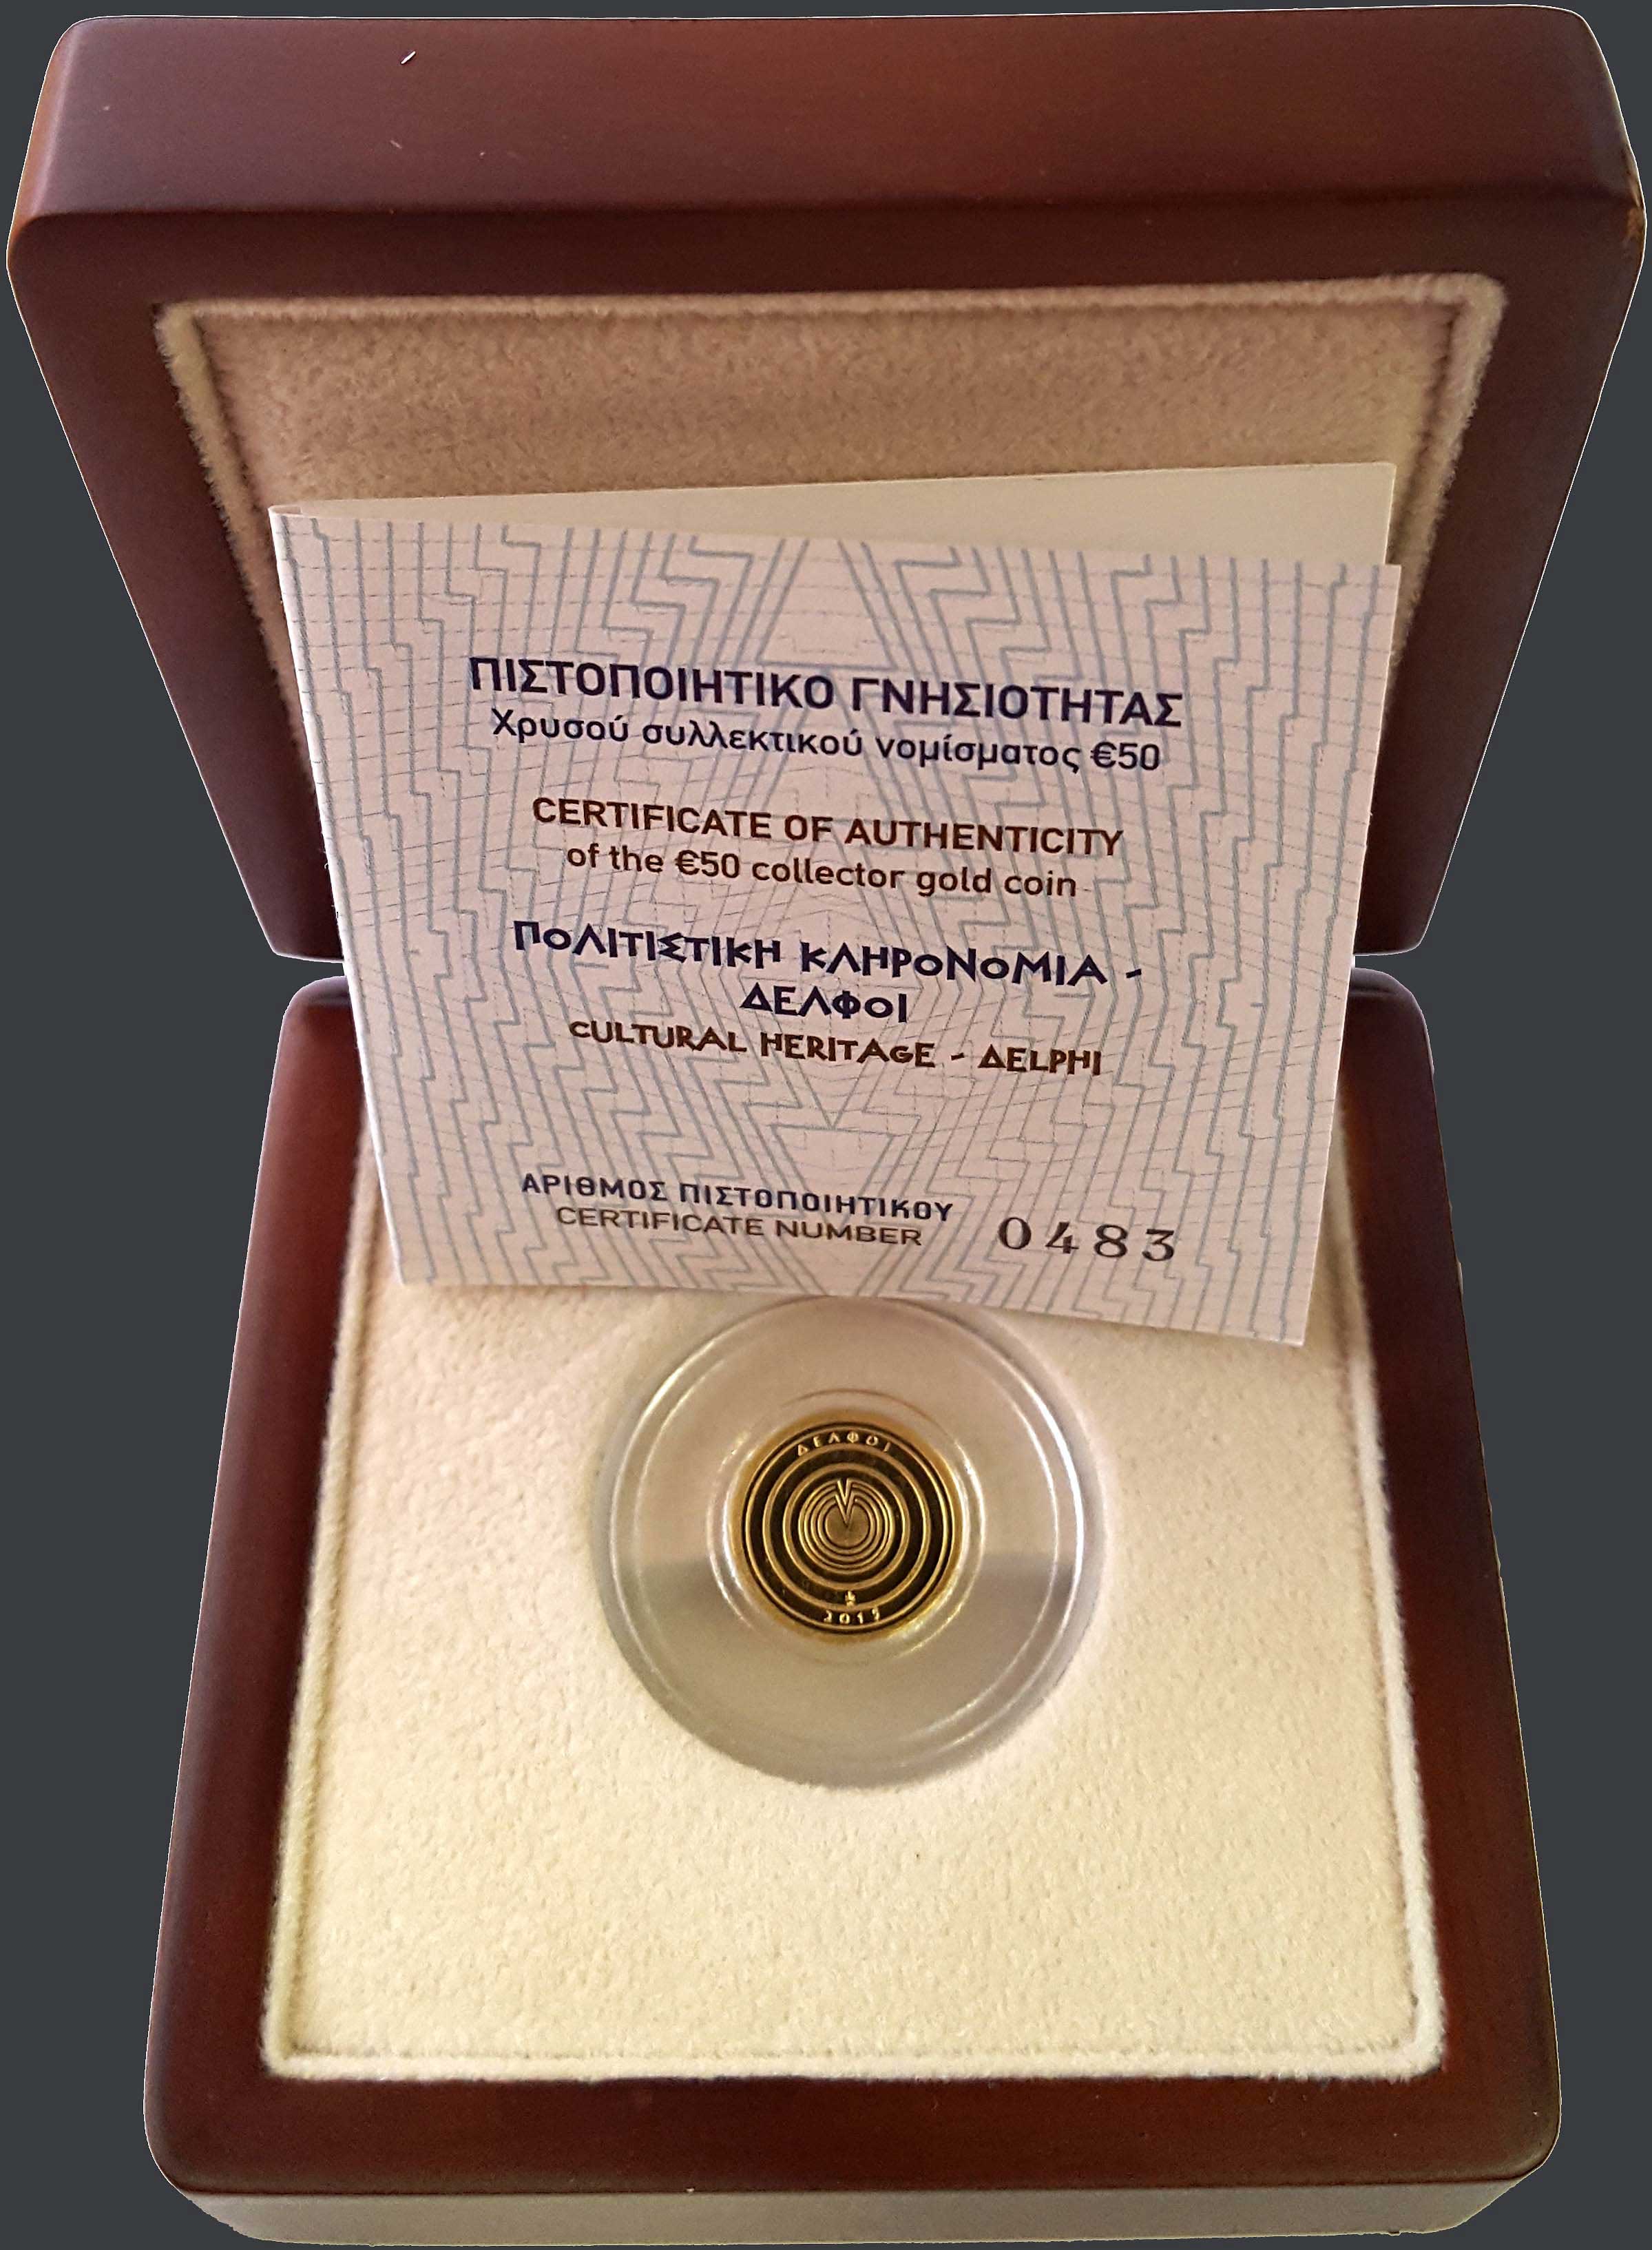 ΠΙΣΤΟΠΟΙΗΤΙΚΟ ΓΝΗΣΙΟΤΗΤΑΣ
Χρυσού συλλεκτικού νομίσματος €50
CERTIFICATE OF AUTHENTICITY
of the €50 collector gold coin
ΠΟΛΙΤΙΣΤΙΚΗ ΚΛΗΡΟΝΟΜΙΑ -
ΔΕΛΦΟΙ
CULTURAL HERITAGE - ΔELPHI
ΑΡΙΘΜΟΣ ΠΙΣΤΟΠΟΙΗΤΙΚΟΥ
CERTIFICATE NUMBER 0483
ΔΕΛΦΟΙ
2015